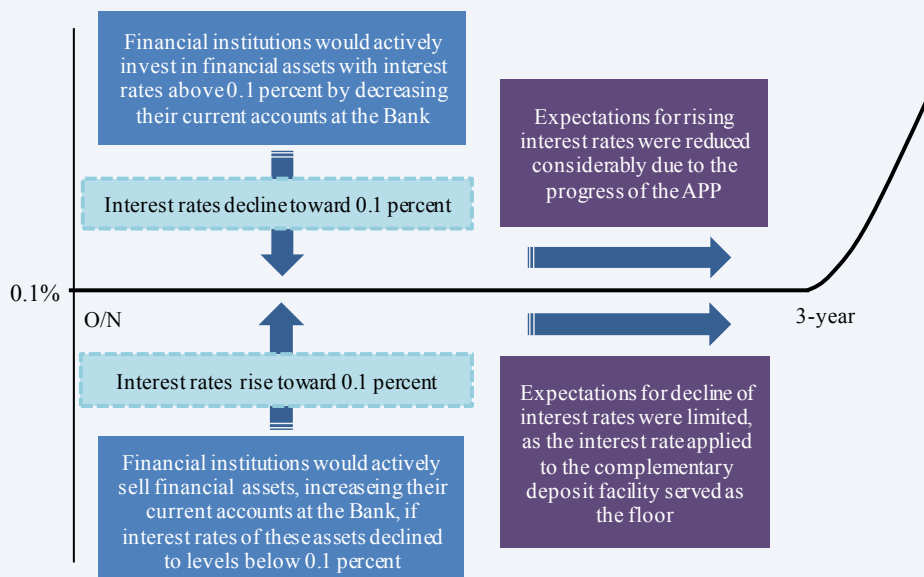 Financial institutions would actively
invest in financial assets with interest
rates above 0.1 percent by decreasing
their current accounts at the Bank
Expectations for rising
interest rates were reduced
considerably due to the
progress of the APP
Interest rates decline toward 0.1 percent
0.1%
O/N
3-year
Interest rates rise toward 0.1 percent
Expectations for decline of
interest rates were limited,
as the interest rate applied
to the complementary
deposit facility served as
the floor
Financial institutions would actively
sell financial assets, increaseing their
current accounts at the Bank, if
interest rates of these assets declined
to levels below 0.1 percent